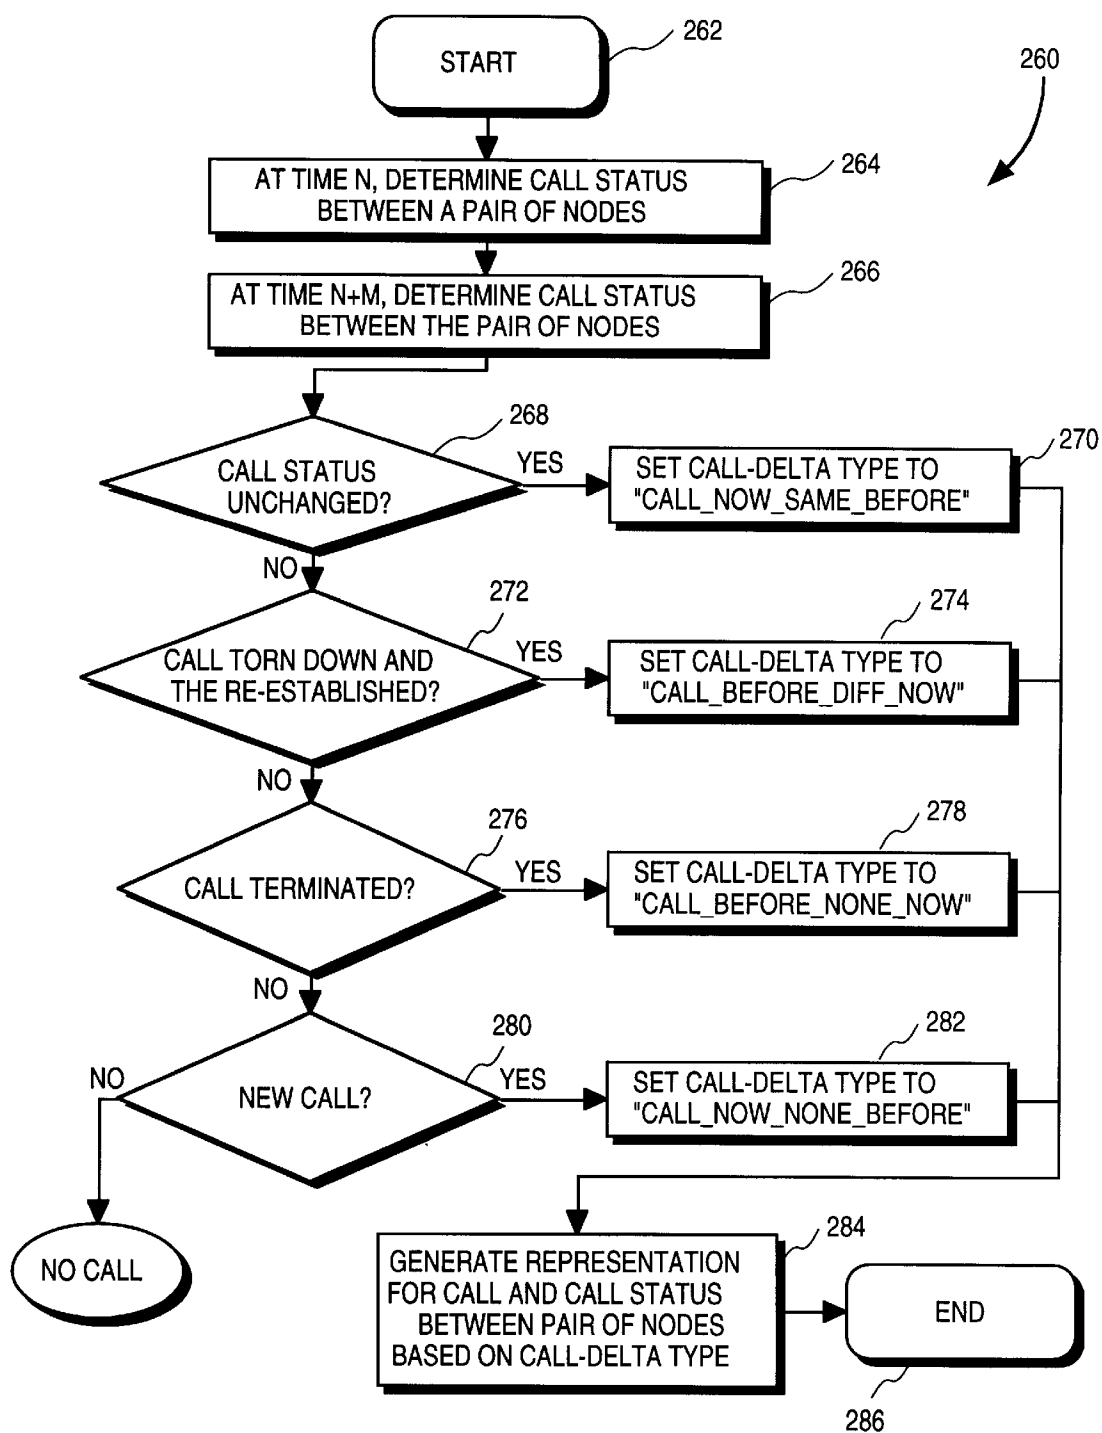 START
262
260
AT TIME N, DETERMINE CALL STATUS
BETWEEN A PAIR OF NODES
264
AT TIME N+M, DETERMINE CALL STATUS
BETWEEN THE PAIR OF NODES
266
CALL STATUS
UNCHANGED?
268
YES
SET CALL-DELTA TYPE TO
"CALL_NOW_SAME_BEFORE"
270
NO
CALL TORN DOWN AND
THE RE-ESTABLISHED?
272
YES
SET CALL-DELTA TYPE TO
"CALL_BEFORE_DIFF_NOW"
274
NO
CALL TERMINATED?
276
YES
SET CALL-DELTA TYPE TO
"CALL_BEFORE_NONE_NOW"
278
NO
NEW CALL?
280
YES
SET CALL-DELTA TYPE TO
"CALL_NOW_NONE_BEFORE"
282
NO
NO CALL
GENERATE REPRESENTATION
FOR CALL AND CALL STATUS
BETWEEN PAIR OF NODES
BASED ON CALL-DELTA TYPE
284
END
286